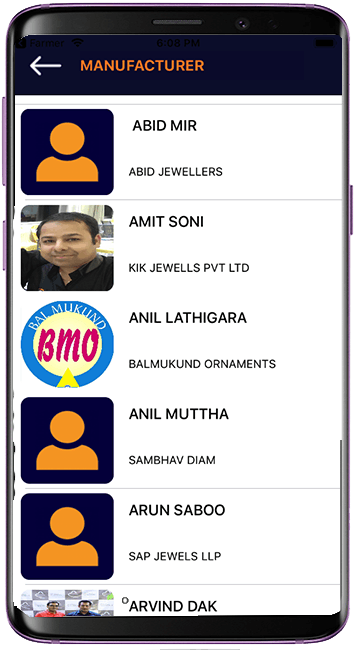 Farmer 6:08 PM
MANUFACTURER
ABID MIR
ABID JEWELLERS
AMIT SONI
KIK JEWELLS PVT LTD
BAL MUKUND
BMO
ANIL LATHIGARA
BALMUKUND ORNAMENTS
ANIL MUTTHA
SAMBHAV DIAM
ARUN SABOO
SAP JEWELS LLP
ARVIND DAK